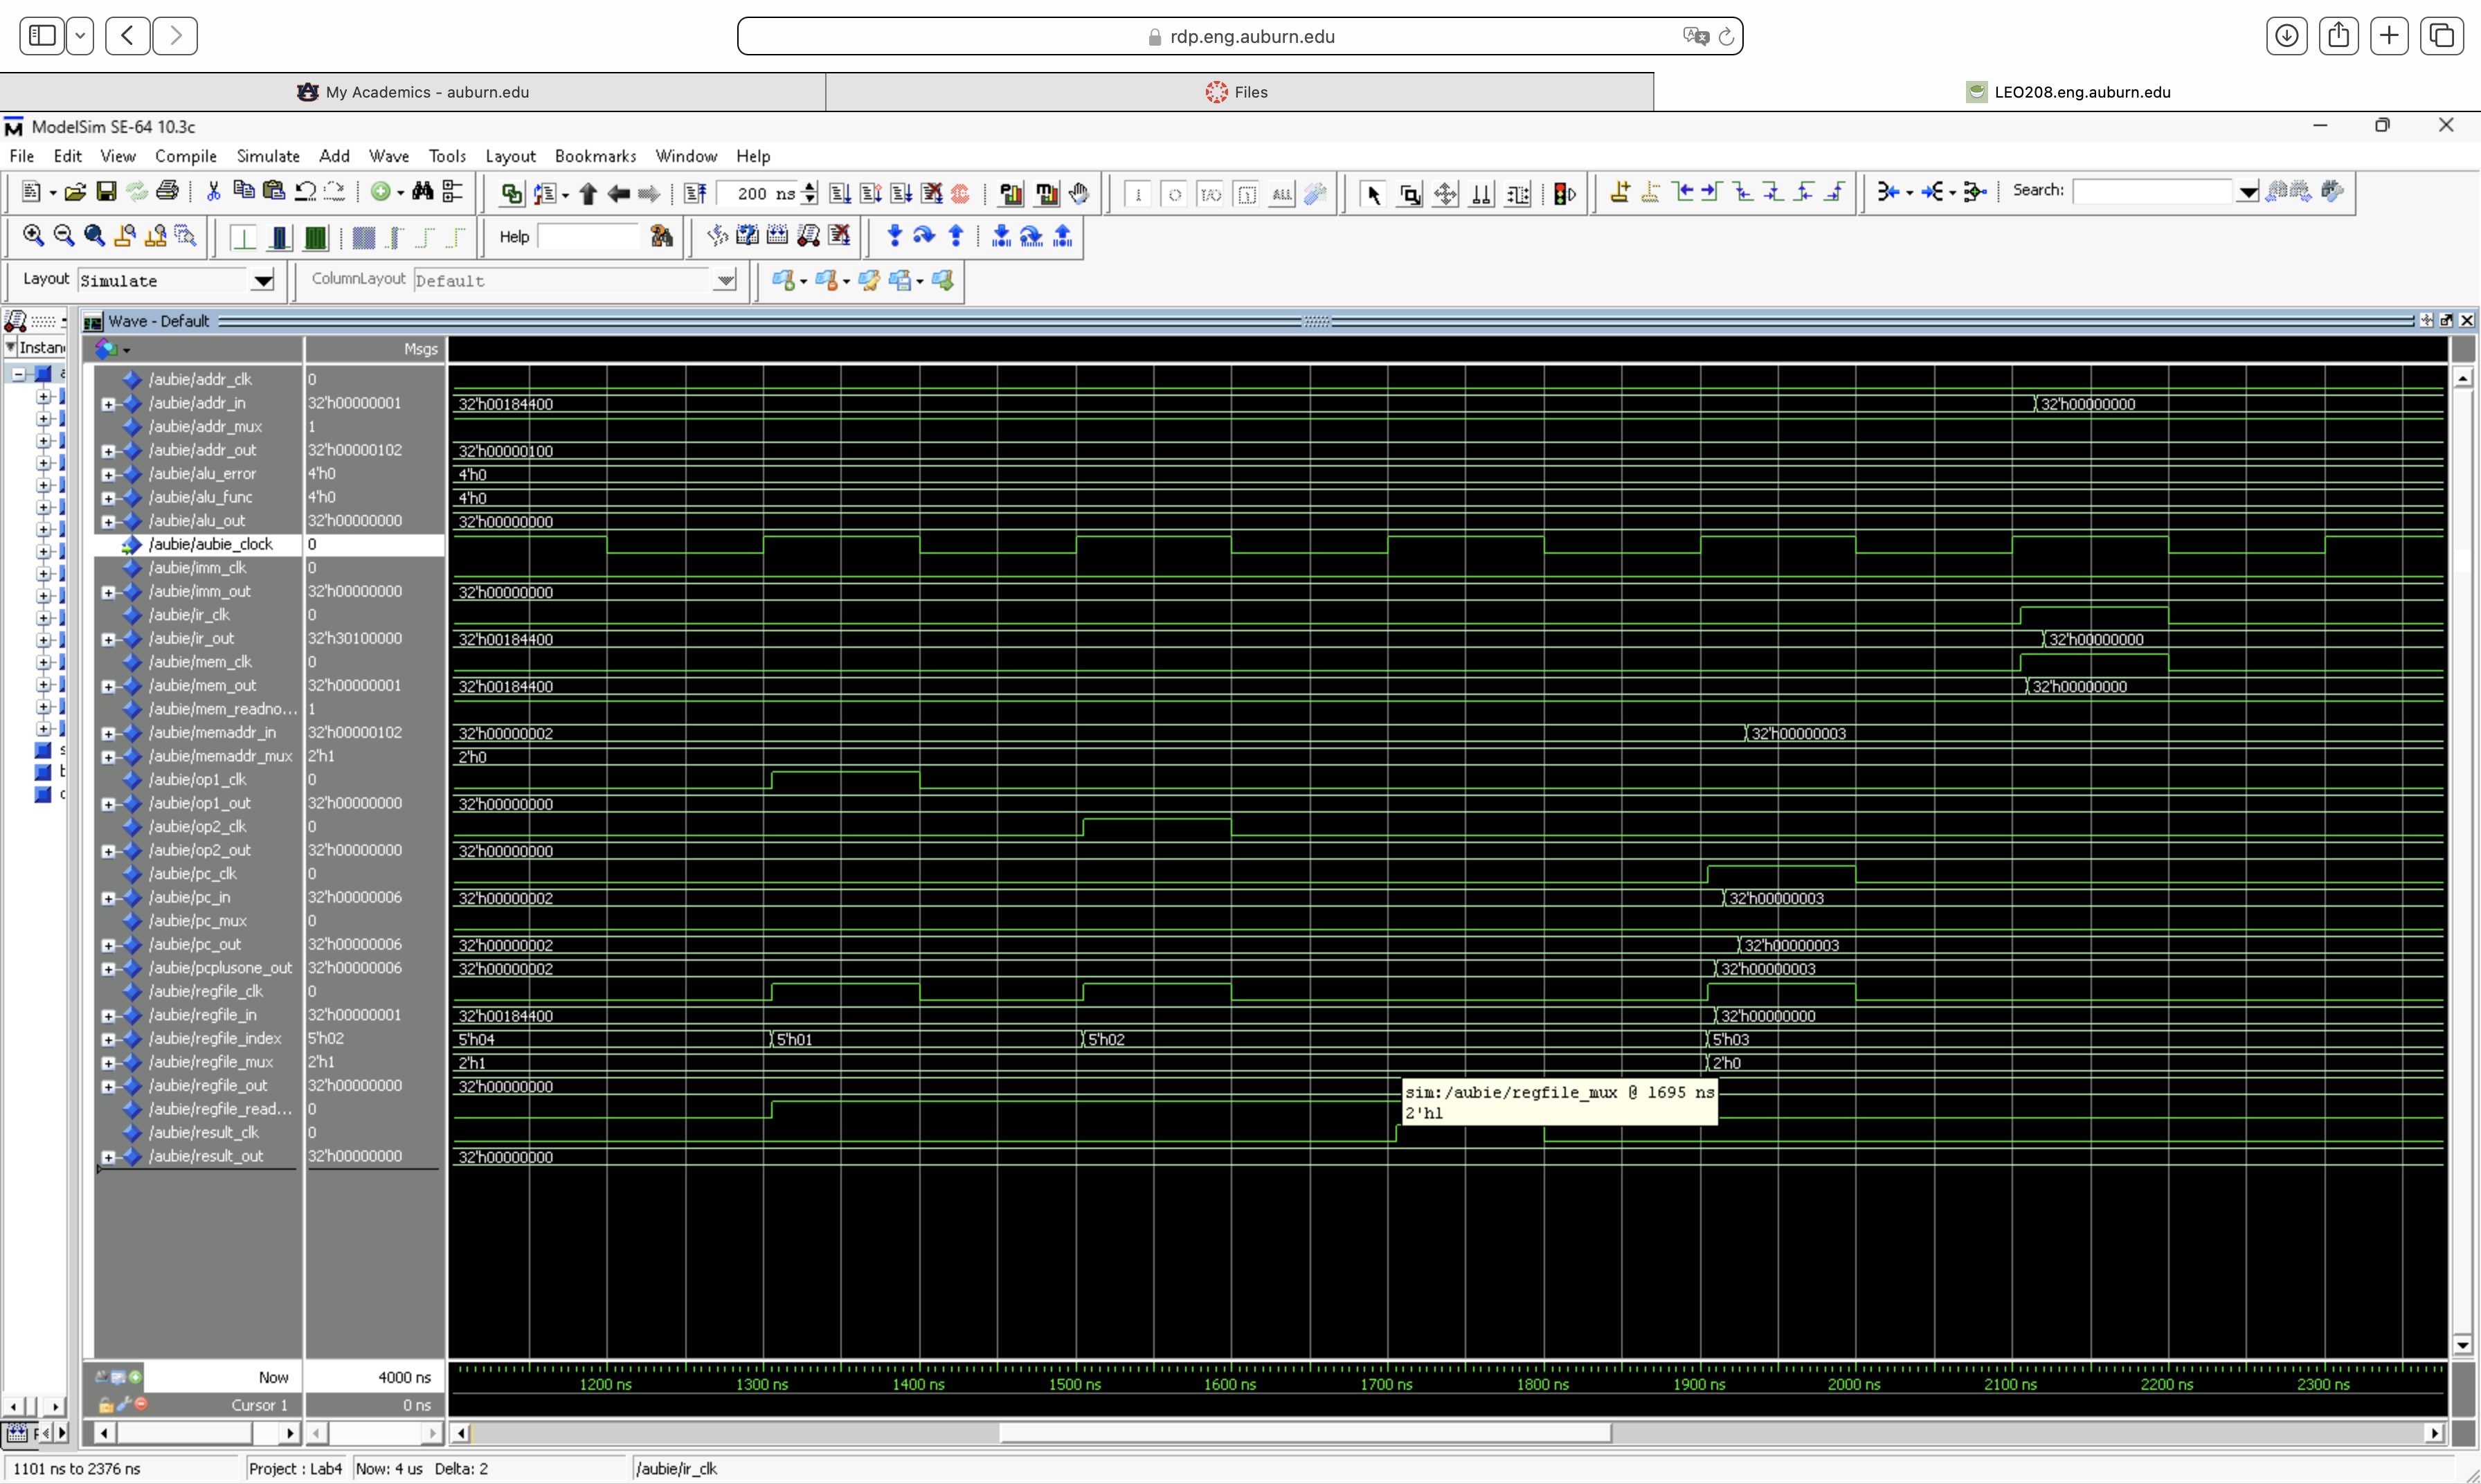 rdp.eng.auburn.edu
My Academics - auburn.edu
Files
LEO208.eng.auburn.edu
ModelSim SE-64 10.3c
File Edit View Compile Simulate Add Wave Tools Layout Bookmarks Window Help
200 ns
Search:
Help
Layout Simulate ColumnLayout Default
Wave - Default
Msgs
/aubie/addr_clk 0
/aubie/addr_in 32'h00000001 32'h00184400 32'h00000000
/aubie/addr_mux 1
/aubie/addr_out 32'h00000102 32'h00000100
/aubie/alu_error 4'h0 4'h0
/aubie/alu_func 4'h0 4'h0
/aubie/alu_out 32'h00000000 32'h00000000
/aubie/aubie_clock 0
/aubie/imm_clk 0
/aubie/imm_out 32'h00000000 32'h00000000
/aubie/ir_clk 0
/aubie/ir_out 32'h30100000 32'h00184400 32'h00000000
/aubie/mem_clk 0
/aubie/mem_out 32'h00000001 32'h00184400 32'h00000000
/aubie/mem_readno... 1
/aubie/memaddr_in 32'h00000102 32'h00000002 32'h00000003
/aubie/memaddr_mux 2'h1 2'h0
/aubie/op1_clk 0
/aubie/op1_out 32'h00000000 32'h00000000
/aubie/op2_clk 0
/aubie/op2_out 32'h00000000 32'h00000000
/aubie/pc_clk 0
/aubie/pc_in 32'h00000006 32'h00000002 32'h00000003
/aubie/pc_mux 0
/aubie/pc_out 32'h00000006 32'h00000002 32'h00000003
/aubie/pcplusone_out 32'h00000006 32'h00000002 32'h00000003
/aubie/regfile_clk 0
/aubie/regfile_in 32'h00000001 32'h00184400 32'h00000000
/aubie/regfile_index 5'h02 5'h04 5'h01 5'h02 5'h03
/aubie/regfile_mux 2'h1 2'h1 2'h0
/aubie/regfile_out 32'h00000000 32'h00000000
sim:/aubie/regfile_mux @ 1695 ns
2'h1
/aubie/regfile_read... 0
/aubie/result_clk 0
/aubie/result_out 32'h00000000 32'h00000000
Now 4000 ns
1200 ns 1300 ns 1400 ns 1500 ns 1600 ns 1700 ns 1800 ns 1900 ns 2000 ns 2100 ns 2200 ns 2300 ns
Cursor 1 0 ns
1101 ns to 2376 ns Project : Lab4 Now: 4 us Delta: 2 /aubie/ir_clk